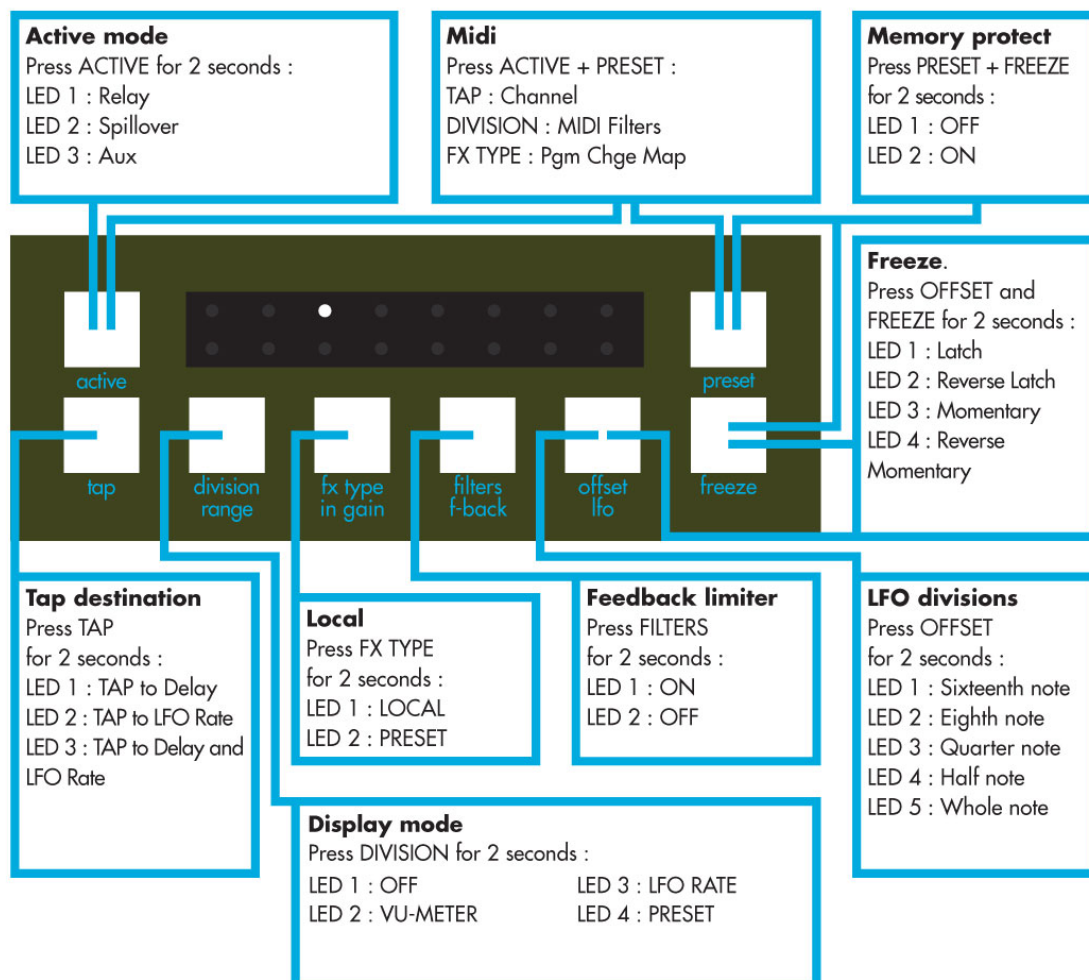 Active mode
Press ACTIVE for 2 seconds :
LED 1 : Relay
LED 2 : Spillover
LED 3 : Aux
Midi
Press ACTIVE + PRESET :
TAP : Channel
DIVISION : MIDI Filters
FX TYPE : Pgm Chge Map
Memory protect
Press PRESET + FREEZE
for 2 seconds :
LED 1 : OFF
LED 2 : ON
Freeze.
Press OFFSET and
FREEZE for 2 seconds :
LED 1 : Latch
LED 2 : Reverse Latch
LED 3 : Momentary
LED 4 : Reverse
Momentary
active
preset
tap
division
range
fx type
in gain
filters
f-back
offset
lfo
freeze
Tap destination
Press TAP
for 2 seconds :
LED 1 : TAP to Delay
LED 2 : TAP to LFO Rate
LED 3 : TAP to Delay and
LFO Rate
Local
Press FX TYPE
for 2 seconds :
LED 1 : LOCAL
LED 2 : PRESET
Feedback limiter
Press FILTERS
for 2 seconds :
LED 1 : ON
LED 2 : OFF
LFO divisions
Press OFFSET
for 2 seconds :
LED 1 : Sixteenth note
LED 2 : Eighth note
LED 3 : Quarter note
LED 4 : Half note
LED 5 : Whole note
Display mode
Press DIVISION for 2 seconds :
LED 1 : OFF
LED 2 : VU-METER
LED 3 : LFO RATE
LED 4 : PRESET